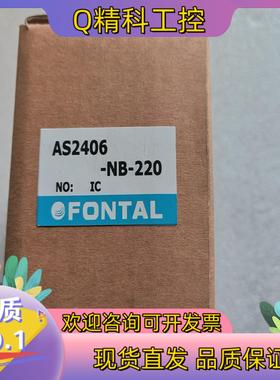 Q精科工控
AS2406
-NB-220
NO: IC
FONTAL
质
O.1
欢迎咨询可开发票
现货直发 品质保证